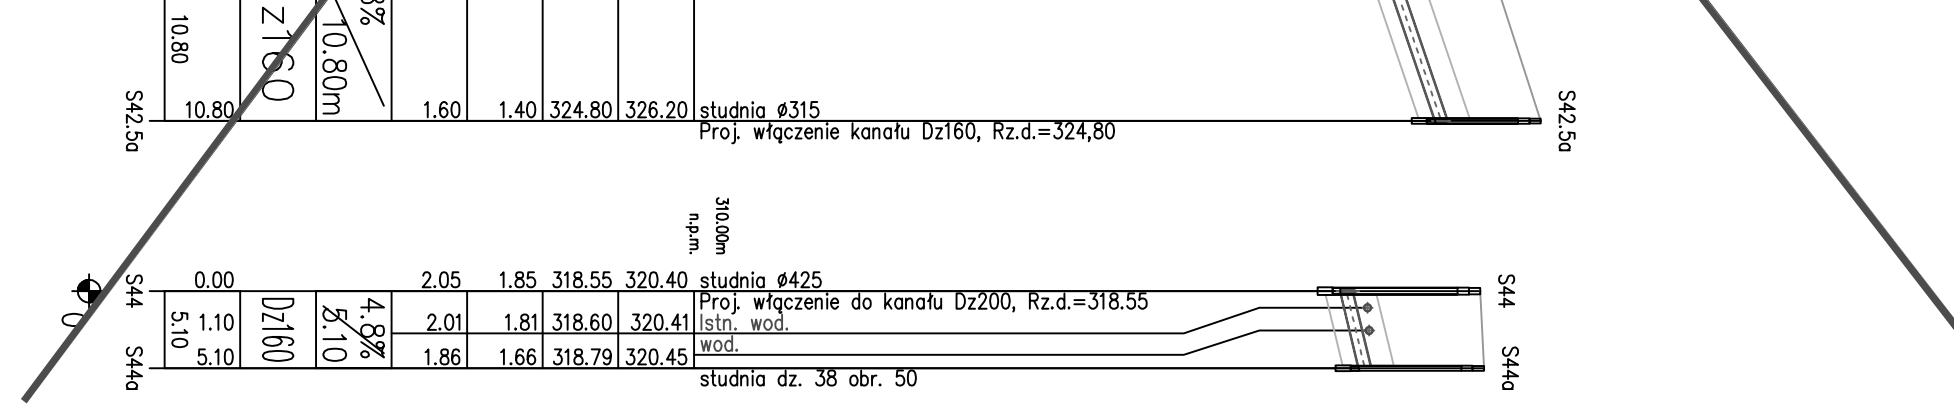 10.80
z160
10.80m
8%
S42.5a
10.80 1.60 1.40 324.80 326.20 studnia ø315
Proj. włączenie kanału Dz160, Rz.d.=324,80
S42.5a
310.00m
n.p.m.
S44
0.00 2.05 1.85 318.55 320.40 studnia ø425
S44
Proj. włączenie do kanału Dz200, Rz.d.=318.55
5.10
Dz160
4.8%
5.10
1.10 2.01 1.81 318.60 320.41 Istn. wod.
wod.
S44a
5.10 1.86 1.66 318.79 320.45
studnia dz. 38 obr. 50
S44a
0